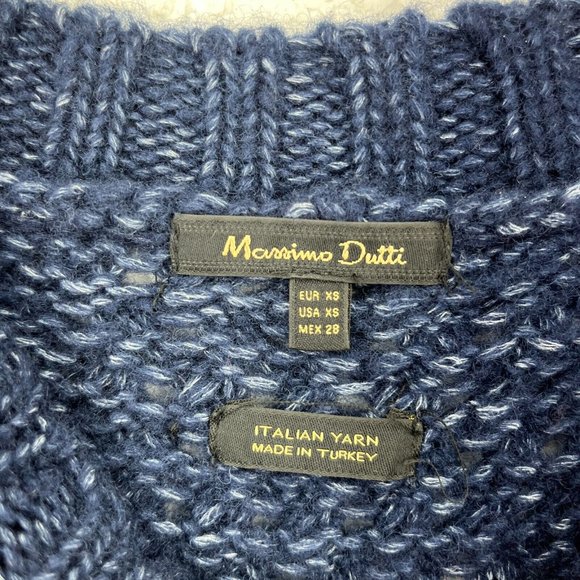 Massimo Dutti
EUR XS
USA XS
MEX 28
ITALIAN YARN
MADE IN TURKEY